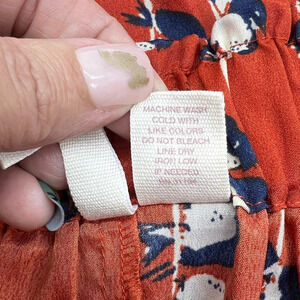 MACHINE WASH
COLD WITH
LIKE COLORS
DO NOT BLEACH
LINE DRY
IRON LOW
IF NEEDED